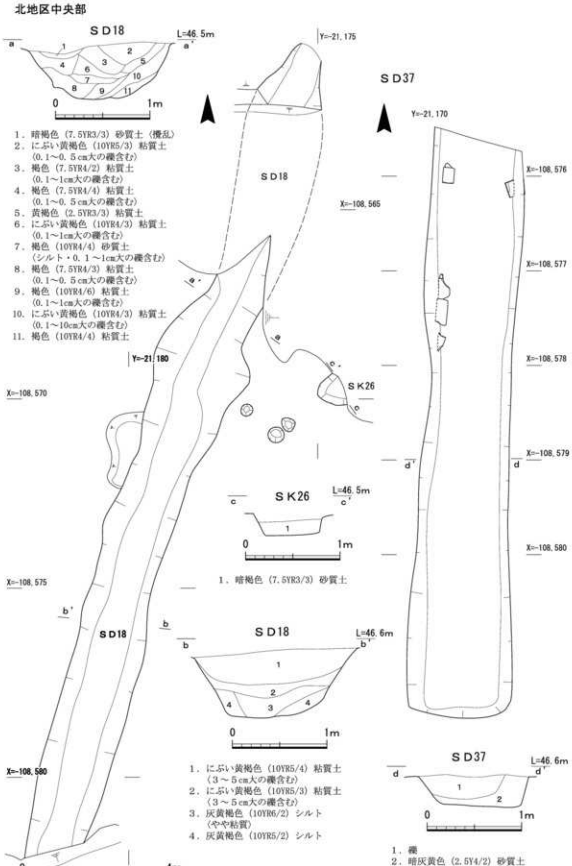 北地区中央部
SD18
a L=46.5m a'
1 2 3 4 5 6 7 8 9 10 11
0 1m
1. 暗褐色 (7.5YR3/3) 砂質土 (攪乱)
2. にぶい黄褐色 (10YR5/3) 粘質土
(0.1~0.5cm大の礫含む)
3. 褐色 (7.5YR4/2) 粘質土
(0.1~1cm大の礫含む)
4. 褐色 (7.5YR4/4) 粘質土
(0.1~0.5cm大の礫含む)
5. 黄褐色 (2.5YR3/3) 粘質土
6. にぶい黄褐色 (10YR4/3) 粘質土
(0.1~1cm大の礫含む)
7. 褐色 (10YR4/4) 砂質土
(シルト・0.1~1cm大の礫含む)
8. 褐色 (7.5YR4/3) 粘質土
(0.1~0.5cm大の礫含む)
9. 褐色 (10YR4/6) 粘質土
(0.1~1cm大の礫含む)
10. にぶい黄褐色 (10YR4/3) 粘質土
(0.1~10cm大の礫含む)
11. 褐色 (10YR4/4) 粘質土
Y=-21,175
SD18
X=-108,565
a'
a
Y=-21,180
X=-108,570
c'
SK26
c
X=-108,575
b'
b
SD18
X=-108,580
SK26
c L=46.5m c'
1
0 1m
1. 暗褐色 (7.5YR3/3) 砂質土
SD18
b L=46.6m b'
1
2
4 3 4
0 1m
1. にぶい黄褐色 (10YR5/4) 粘質土
(3~5cm大の礫含む)
2. にぶい黄褐色 (10YR5/3) 粘質土
(3~5cm大の礫含む)
3. 灰黄褐色 (10YR6/2) シルト
(やや粘質)
4. 灰黄褐色 (10YR5/2) シルト
SD37
Y=-21,170
X=-108,576
X=-108,577
X=-108,578
X=-108,579
d' d
X=-108,580
SD37
d L=46.6m d'
1
2
0 1m
1. 礫
2. 暗灰黄色 (2.5Y4/2) 砂質土